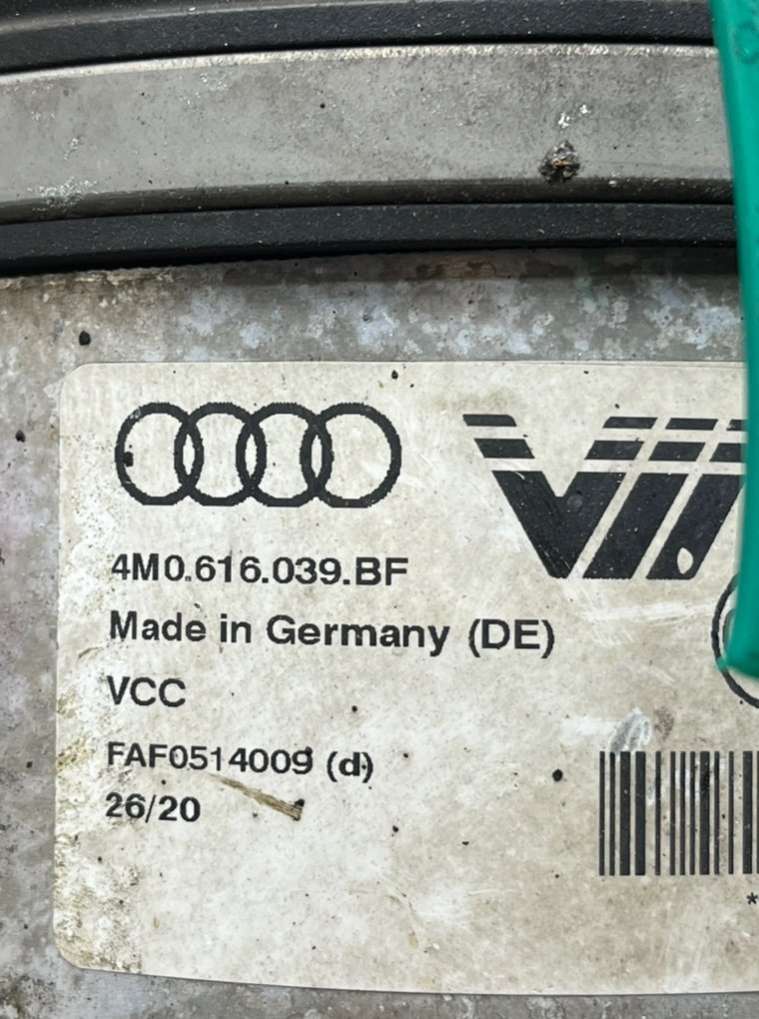 4M0.616.039.BF
Made in Germany (DE)
VCC
FAF0514009 (d)
26/20
*